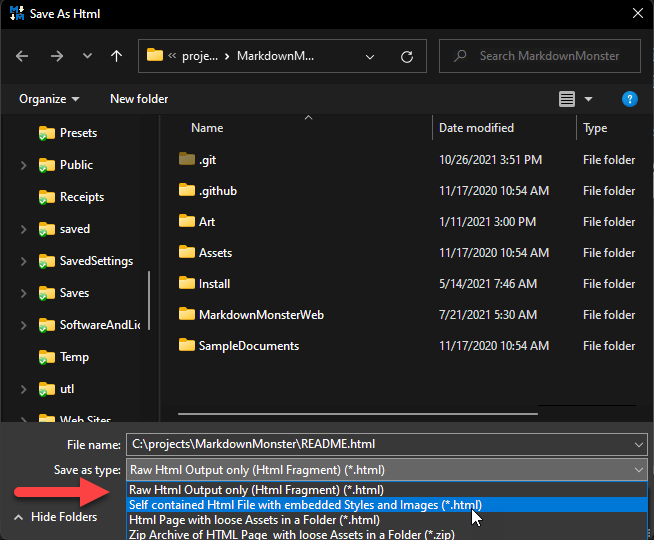 Save As Html
« proje... > MarkdownM...
Search MarkdownMonster
Organize
New folder
Presets
Public
Receipts
saved
SavedSettings
Saves
SoftwareAndLic
Temp
utl
Web Sites
Name Date modified Type
.git 10/26/2021 3:51 PM File folder
.github 11/17/2020 10:54 AM File folder
Art 1/11/2021 3:00 PM File folder
Assets 11/17/2020 10:54 AM File folder
Install 5/14/2021 7:46 AM File folder
MarkdownMonsterWeb 7/21/2021 5:30 AM File folder
SampleDocuments 11/17/2020 10:54 AM File folder
File name: C:\projects\MarkdownMonster\README.html
Save as type: Raw Html Output only (Html Fragment) (*.html)
Raw Html Output only (Html Fragment) (*.html)
Self contained Html File with embedded Styles and Images (*.html)
Html Page with loose Assets in a Folder (*.html)
Zip Archive of HTML Page with loose Assets in a Folder (*.zip)
Hide Folders